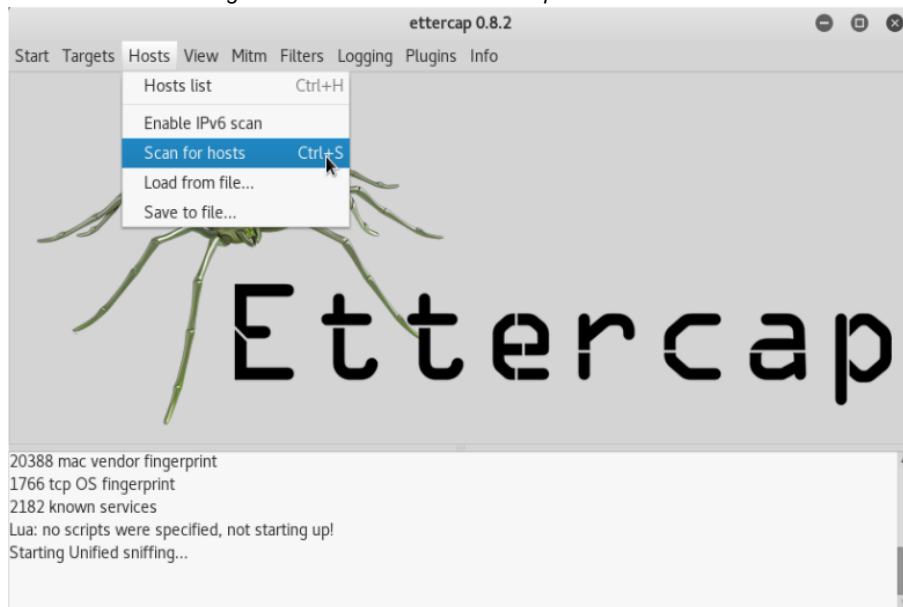 ettercap 0.8.2
Start Targets Hosts View Mitm Filters Logging Plugins Info
Hosts list Ctrl+H
Enable IPv6 scan
Scan for hosts Ctrl+S
Load from file...
Save to file...
Ettercap
20388 mac vendor fingerprint
1766 tcp OS fingerprint
2182 known services
Lua: no scripts were specified, not starting up!
Starting Unified sniffing...